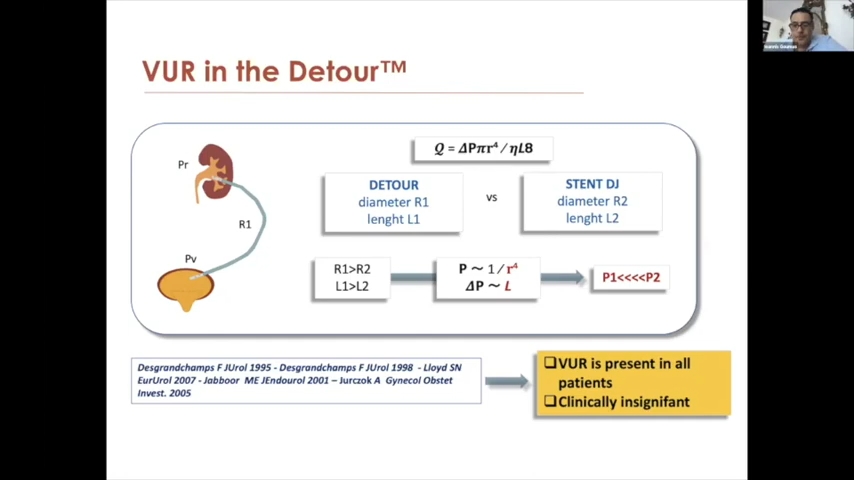 VUR in the Detour™
Q = ΔPπr⁴ / ηL8
Pr
R1
Pv
DETOUR
diameter R1
lenght L1
vs
STENT DJ
diameter R2
lenght L2
R1>R2
L1>L2
P ~ 1 / r⁴
ΔP ~ L
P1<<<<P2
Desgrandchamps F JUrol 1995 - Desgrandchamps F JUrol 1998 - Lloyd SN
EurUrol 2007 - Jabboor ME JEndourol 2001 – Jurczok A Gynecol Obstet
Invest. 2005
❑VUR is present in all
patients
❑Clinically insignifant